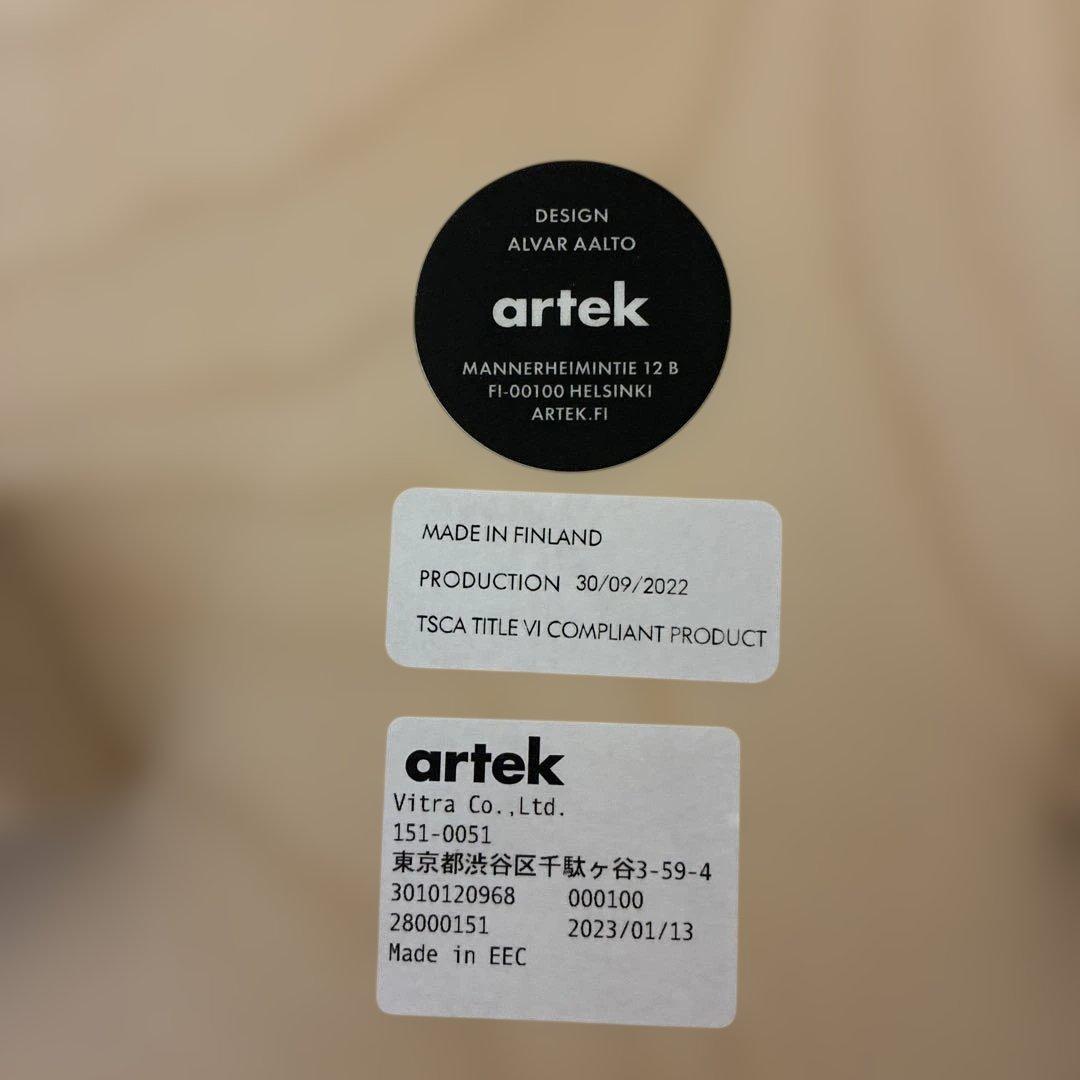 DESIGN
ALVAR AALTO
artek
MANNERHEIMINTIE 12 B
FI-00100 HELSINKI
ARTEK.FI
MADE IN FINLAND
PRODUCTION 30/09/2022
TSCA TITLE VI COMPLIANT PRODUCT
artek
Vitra Co.,Ltd.
151-0051
東京都渋谷区千駄ヶ谷3-59-4
3010120968 000100
28000151 2023/01/13
Made in EEC